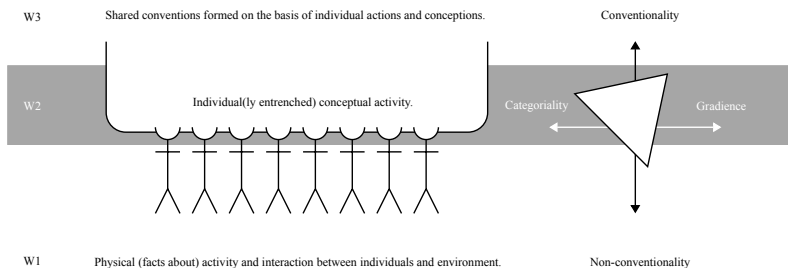 W3 Shared conventions formed on the basis of individual actions and conceptions. Conventionality
W2 Individual(ly entrenched) conceptual activity. Categoriality Gradience
W1 Physical (facts about) activity and interaction between individuals and environment. Non-conventionality